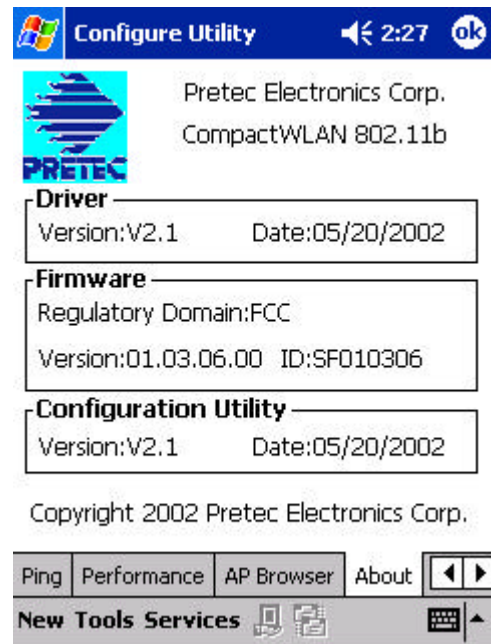 Configure Utility 2:27 ok
Pretec Electronics Corp.
CompactWLAN 802.11b
PRETEC
Driver
Version:V2.1 Date:05/20/2002
Firmware
Regulatory Domain:FCC
Version:01.03.06.00 ID:SF010306
Configuration Utility
Version:V2.1 Date:05/20/2002
Copyright 2002 Pretec Electronics Corp.
Ping Performance AP Browser About
New Tools Services